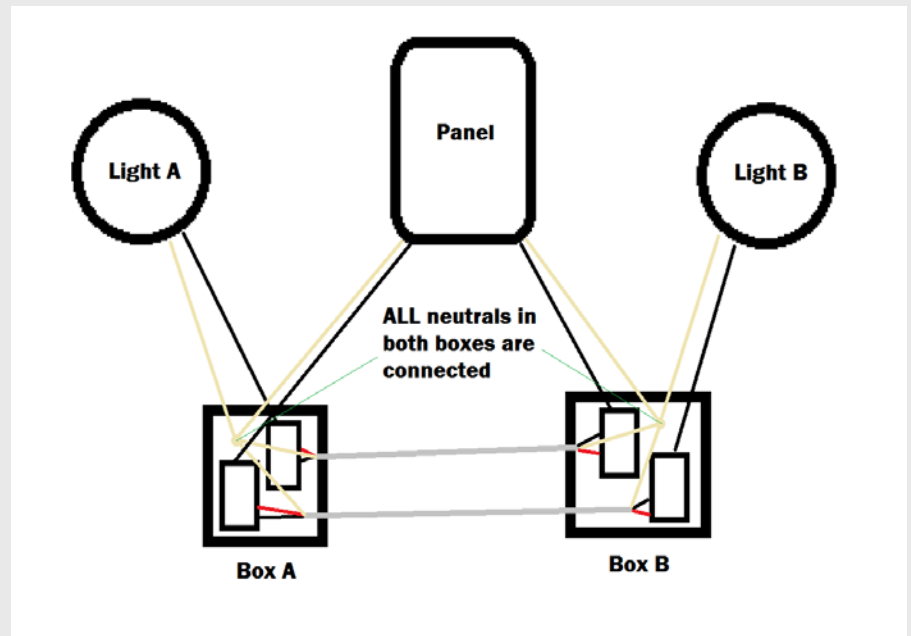 Panel
Light A
Light B
ALL neutrals in
both boxes are
connected
Box A
Box B